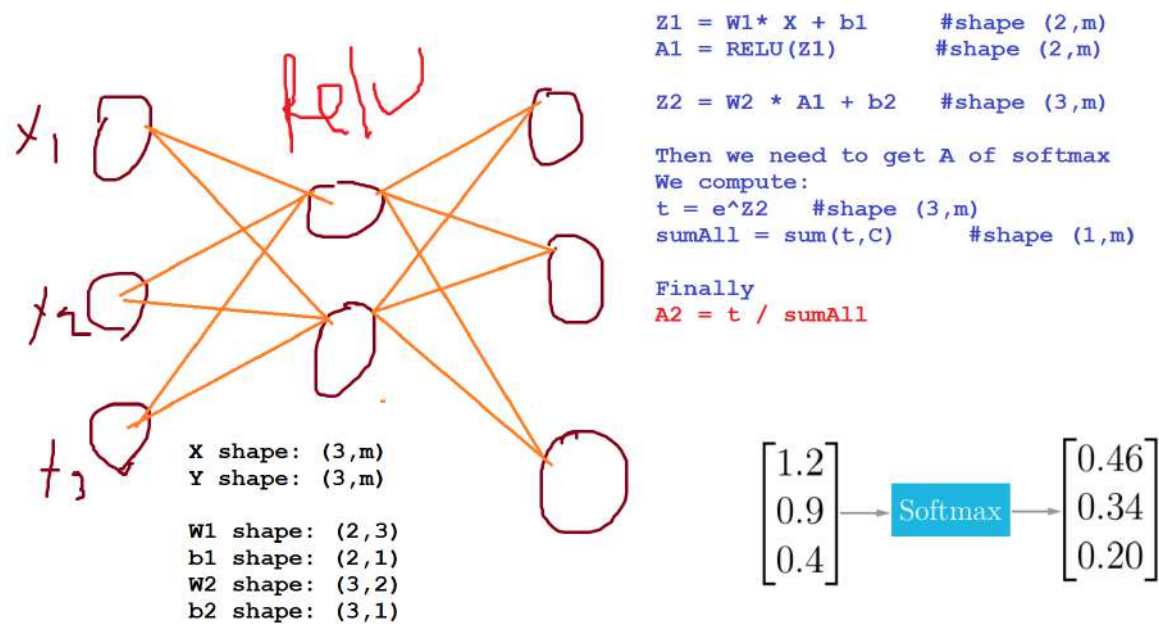 Relu
x1
x2
x3
X shape: (3,m)
Y shape: (3,m)
W1 shape: (2,3)
b1 shape: (2,1)
W2 shape: (3,2)
b2 shape: (3,1)
Z1 = W1* X + b1 #shape (2,m)
A1 = RELU(Z1) #shape (2,m)
Z2 = W2 * A1 + b2 #shape (3,m)
Then we need to get A of softmax
We compute:
t = e^Z2 #shape (3,m)
sumAll = sum(t,C) #shape (1,m)
Finally
A2 = t / sumAll
1.2
0.9
0.4
Softmax
0.46
0.34
0.20